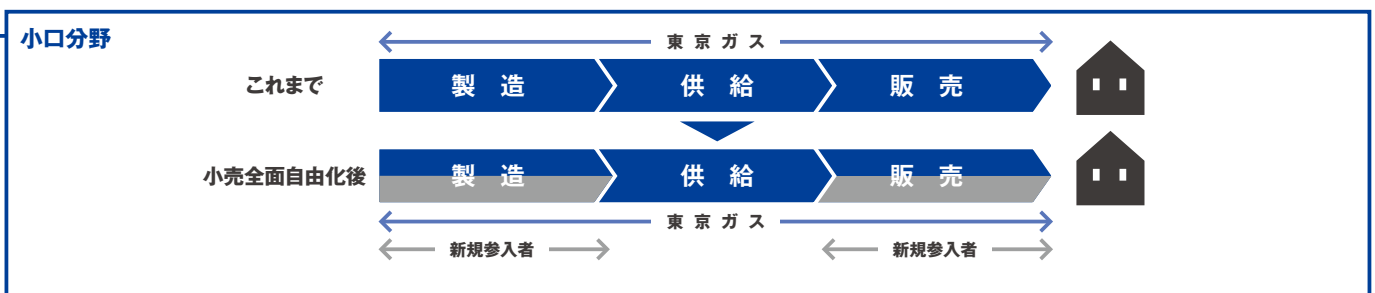 小口分野
東京ガス
これまで
製造 供給 販売
小売全面自由化後
製造 供給 販売
東京ガス
新規参入者 新規参入者